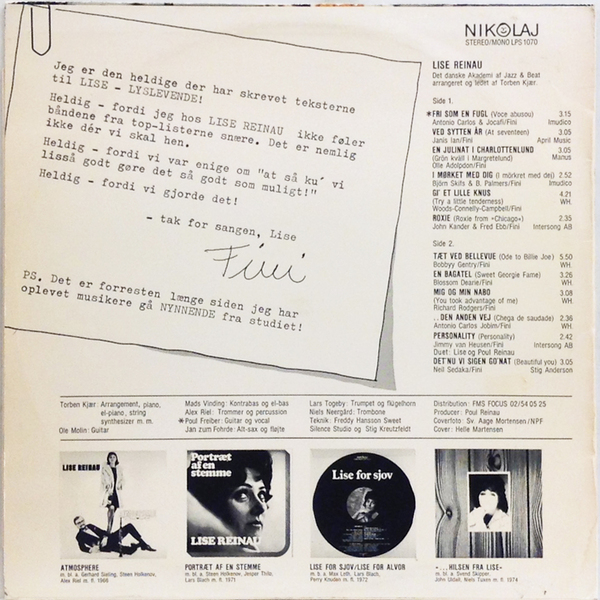 Jeg er den heldige der har skrevet teksterne
til LISE - LYSLEVENDE!
Heldig - fordi jeg hos LISE REINAU ikke føler
båndene fra top-listerne snære. Det er nemlig
ikke dér vi skal hen.
Heldig - fordi vi var enige om "at så ku´ vi
lisså godt gøre det så godt som muligt!"
Heldig - fordi vi gjorde det!
- tak for sangen, Lise
Fini
PS. Det er forresten længe siden jeg har
oplevet musikere gå NYNNENDE fra studiet!
NIKOLAJ
STEREO/MONO LPS 1070
LISE REINAU
Det danske Akademi af Jazz & Beat
arrangeret og ledet af Torben Kjær.
Side 1.
*FRI SOM EN FUGL (Voce abusou) 3.15
Antonio Carlos & Jocafi/Fini Imudico
VED SYTTEN ÅR (At seventeen) 3.05
Janis Ian/Fini April Music
EN JULINAT I CHARLOTTENLUND 3.05
(Grön kväll i Margretelund) Manus
Olle Adolpdon/Fini
I MØRKET MED DIG (I mörkret med dej) 2.52
Björn Skifs & B. Palmers/Fini Imudico
GI' ET LILLE KNUS 4.21
(Try a little tenderness) WH.
Woods-Connelly-Campbell/Fini
ROXIE (Roxie from »Chicago«) 2.35
John Kander & Fred Ebb/Fini Intersong AB
Side 2.
TÆT VED BELLEVUE (Ode to Billie Joe) 5.50
Bobbyy Gentry/Fini WH.
EN BAGATEL (Sweet Georgie Fame) 3.26
Blossom Dearie/Fini WH.
MIG OG MIN NABO 3.08
(You took advantage of me) WH.
Richard Rodgers/Fini
..DEN ANDEN VEJ (Chega de saudade) 2.36
Antonio Carlos Jobim/Fini WH.
PERSONALITY (Personality) 2.42
Jimmy van Heusen/Fini Intersong AB
Duet: Lise og Poul Reinau
DET'NU VI SIGEN GO'NAT (Beautiful you) 3.05
Neil Sedaka/Fini Stig Anderson
Torben Kjær: Arrangement, piano,
el-piano, string
synthesizer m. m.
Ole Molin: Guitar
Mads Vinding: Kontrabas og el-bas
Alex Riel: Trommer og percussion
*Poul Freiber: Guitar og vocal
Jan zum Fohrde: Alt-sax og fløjte
Lars Togeby: Trumpet og flügelhorn
Niels Neergård: Trombone
Teknik: Freddy Hansson Sweet
Silence Studio og Stig Kreutzfeldt
Distribution: FMS FOCUS 02/54 05 25
Producer: Poul Reinau
Coverfoto: Sv. Aage Mortensen/NPF
Cover: Helle Mortensen
LISE REINAU
Portræt
af en
stemme
LISE REINAU
Lise for sjov
ATMOSPHERE
m. bl. a. Gerhard Sieling, Steen Holkenov,
Alex Riel m. fl. 1966
PORTRÆT AF EN STEMME
m. bl. a. Steen Holkenov, Jesper Thilo,
Lars Blach m. fl. 1971
LISE FOR SJOV/LISE FOR ALVOR
m. bl. a. Max Leth, Lars Blach,
Perry Knudsen m. fl. 1972
»...HILSEN FRA LISE«
m. bl. a. Svend Skipper,
John Udall, Niels Tuxen m. fl. 1974